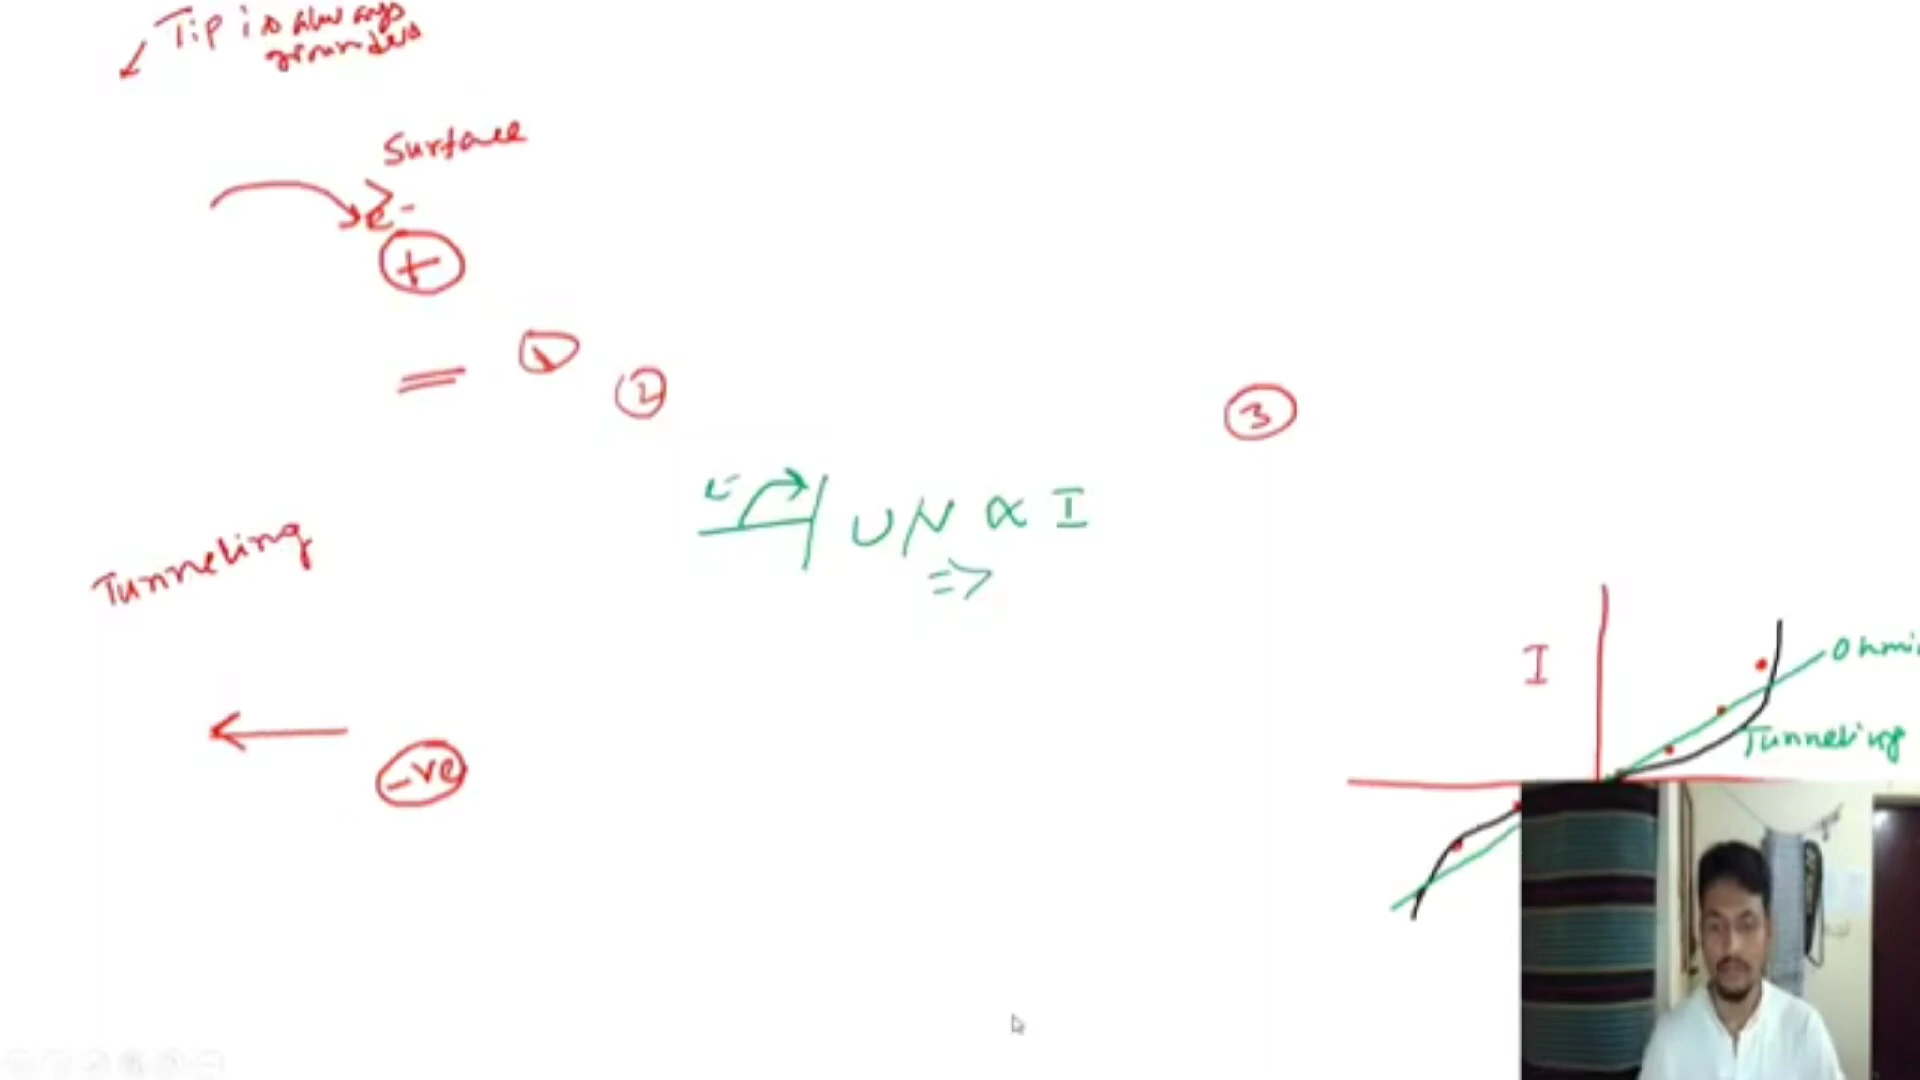 Tip is always
grounded
Surface
e-
+
1
2
3
e-
UN ∝ I
=>
Tunneling
I
Ohmi
Tunneling
-ve